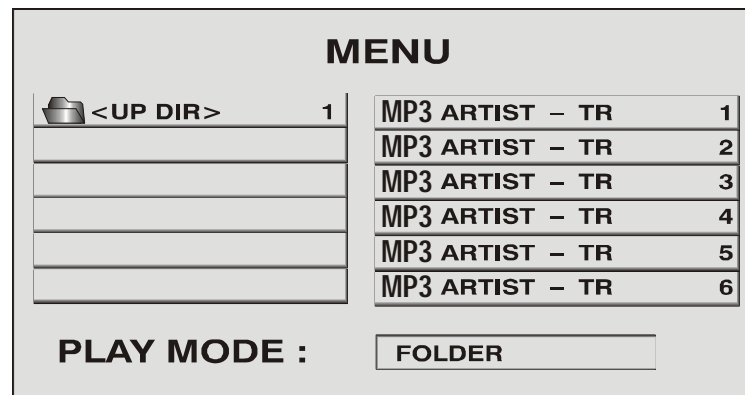 MENU
<UP DIR> 1
MP3 ARTIST – TR 1
MP3 ARTIST – TR 2
MP3 ARTIST – TR 3
MP3 ARTIST – TR 4
MP3 ARTIST – TR 5
MP3 ARTIST – TR 6
PLAY MODE : FOLDER